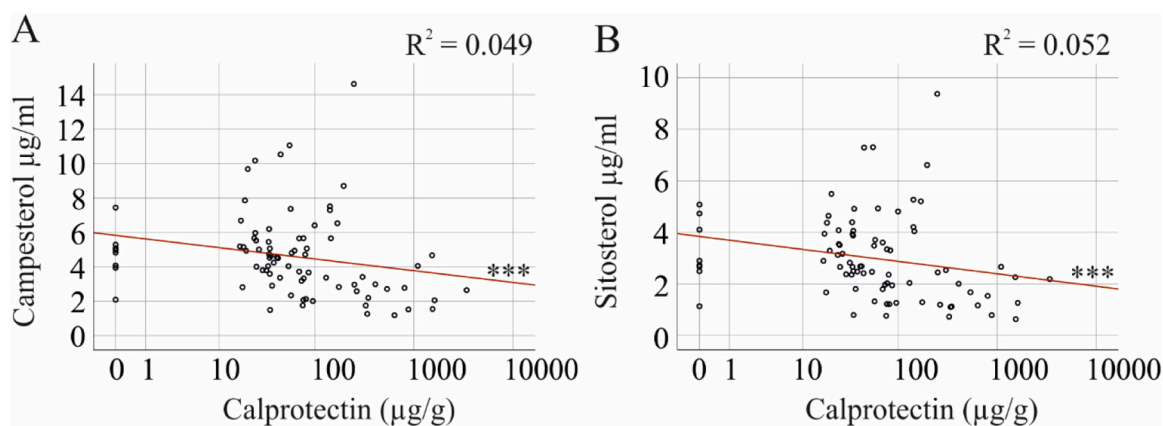 A
R² = 0.049
Campesterol µg/ml
14
12
10
8
6
4
2
0
***
0 1 10 100 1000 10000
Calprotectin (µg/g)
B
R² = 0.052
Sitosterol µg/ml
10
8
6
4
2
0
***
0 1 10 100 1000 10000
Calprotectin (µg/g)